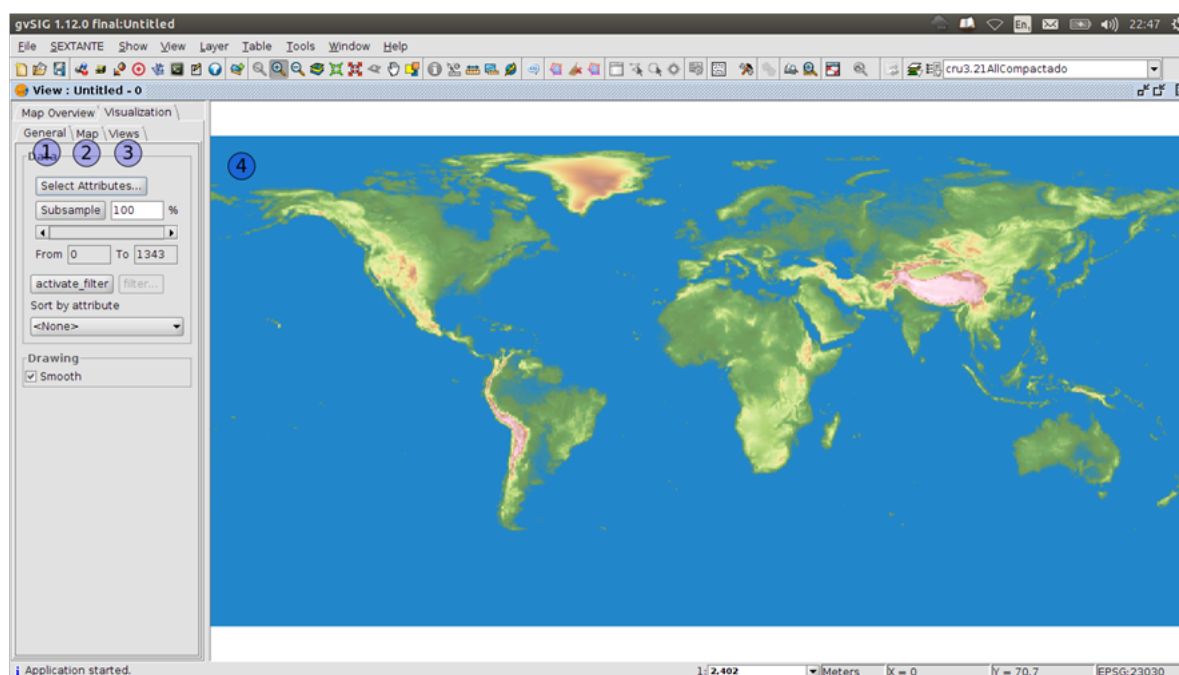 gvSIG 1.12.0 final:Untitled
En
22:47
File SEXTANTE Show View Layer Table Tools Window Help
cru3.21AllCompactado
View : Untitled - 0
Map Overview Visualization
General Map Views
1 2 3 4
Data
Select Attributes...
Subsample 100 %
From 0 To 1343
activate_filter filter...
Sort by attribute
<None>
Drawing
Smooth
Application started.
1: 2,402 Meters X = 0 Y = 70.7 EPSG:23030